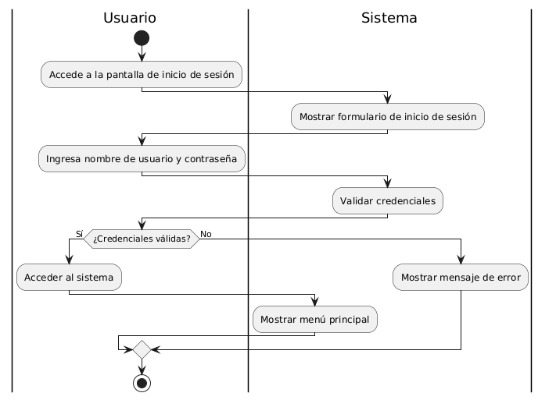 Usuario
Sistema
Accede a la pantalla de inicio de sesión
Mostrar formulario de inicio de sesión
Ingresa nombre de usuario y contraseña
Validar credenciales
Sí
¿Credenciales válidas?
No
Acceder al sistema
Mostrar mensaje de error
Mostrar menú principal